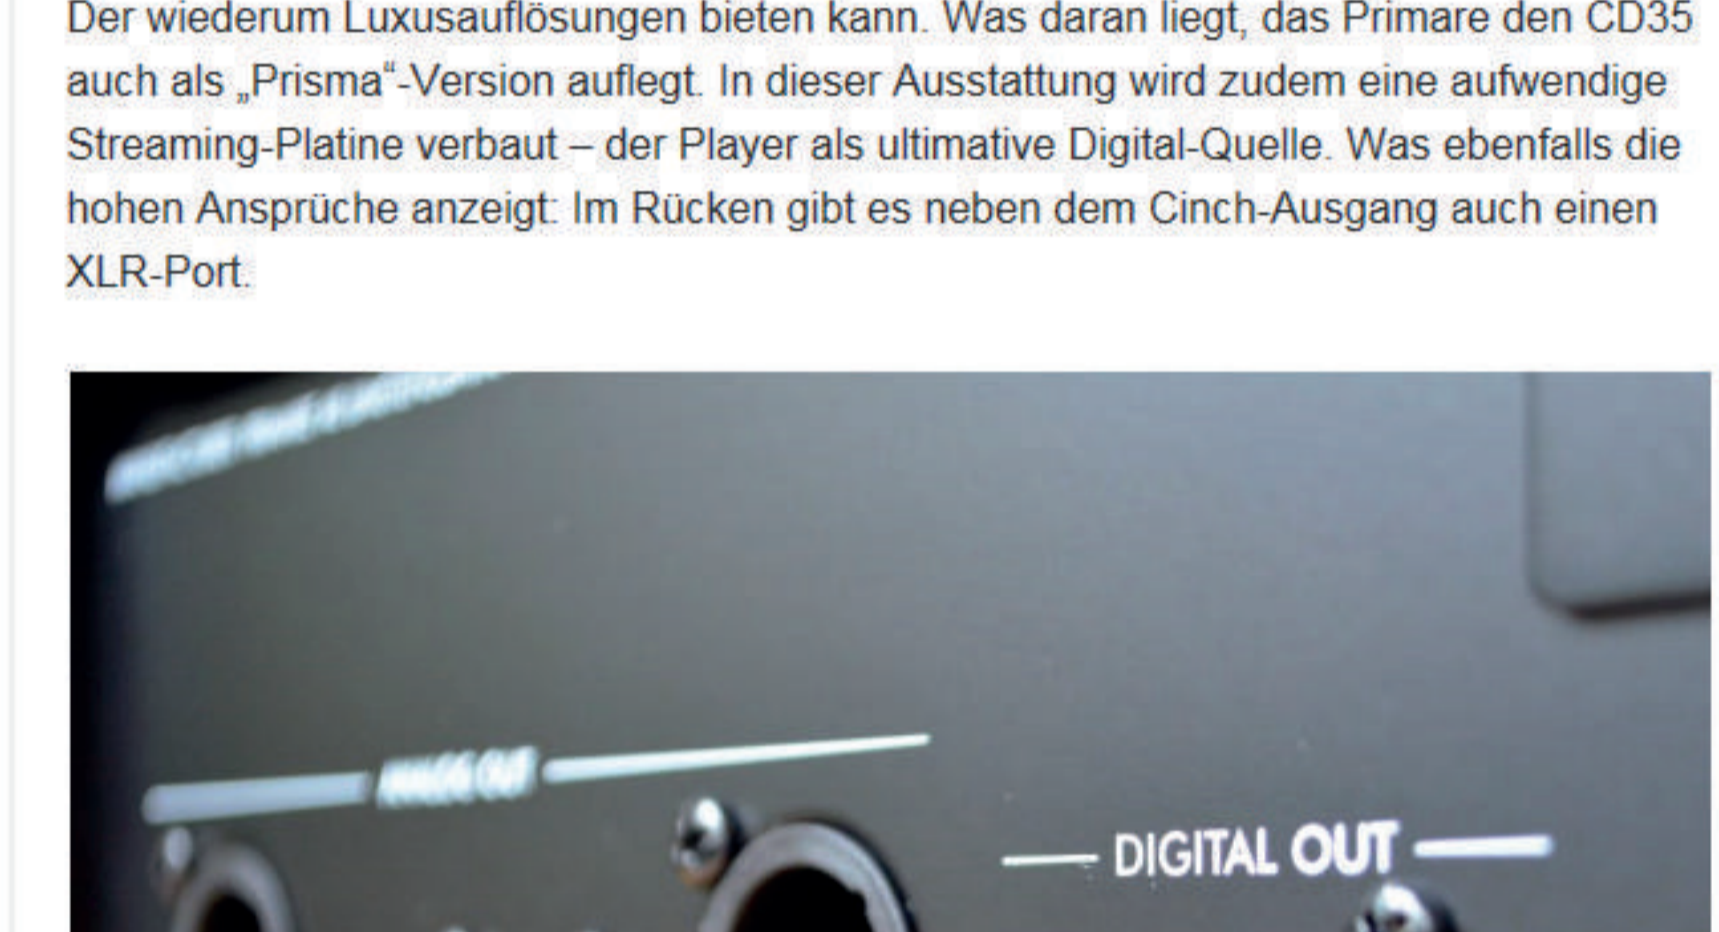 Der wiederum Luxusauflösungen bieten kann. Was daran liegt, das Primare den CD35
auch als „Prisma“-Version auflegt. In dieser Ausstattung wird zudem eine aufwendige
Streaming-Platine verbaut – der Player als ultimative Digital-Quelle. Was ebenfalls die
hohen Ansprüche anzeigt: Im Rücken gibt es neben dem Cinch-Ausgang auch einen
XLR-Port.
ANALOG OUT
DIGITAL OUT